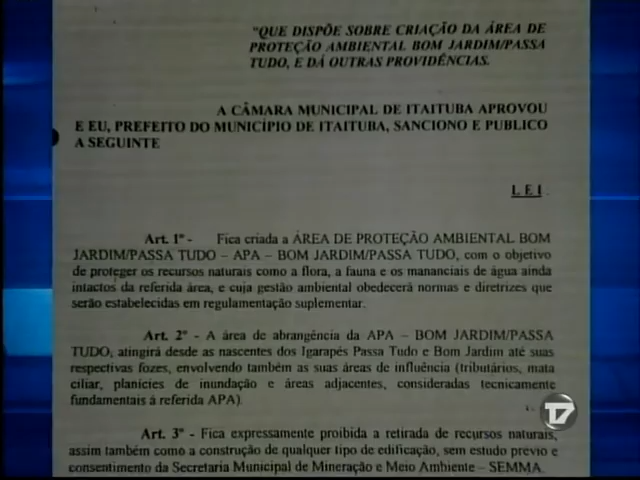 "QUE DISPÕE SOBRE CRIAÇÃO DA ÁREA DE
PROTEÇÃO AMBIENTAL BOM JARDIM/PASSA
TUDO, E DÁ OUTRAS PROVIDÊNCIAS.
A CÂMARA MUNICIPAL DE ITAITUBA APROVOU
E EU, PREFEITO DO MUNICÍPIO DE ITAITUBA, SANCIONO E PUBLICO
A SEGUINTE
L E I
Art. 1º - Fica criada a ÁREA DE PROTEÇÃO AMBIENTAL BOM
JARDIM/PASSA TUDO – APA – BOM JARDIM/PASSA TUDO, com o objetivo
de proteger os recursos naturais como a flora, a fauna e os mananciais de água ainda
intactos da referida área, e cuja gestão ambiental obedecerá normas e diretrizes que
serão estabelecidas em regulamentação suplementar.
Art. 2º - A área de abrangência da APA – BOM JARDIM/PASSA
TUDO, atingirá desde as nascentes dos Igarapés Passa Tudo e Bom Jardim até suas
respectivas fozes, envolvendo também as suas áreas de influência (tributários, mata
ciliar, planícies de inundação e áreas adjacentes, consideradas tecnicamente
fundamentais à referida APA).
Art. 3º - Fica expressamente proibida a retirada de recursos naturais,
assim também como a construção de qualquer tipo de edificação, sem estudo prévio e
consentimento da Secretaria Municipal de Mineração e Meio Ambiente – SEMMA.